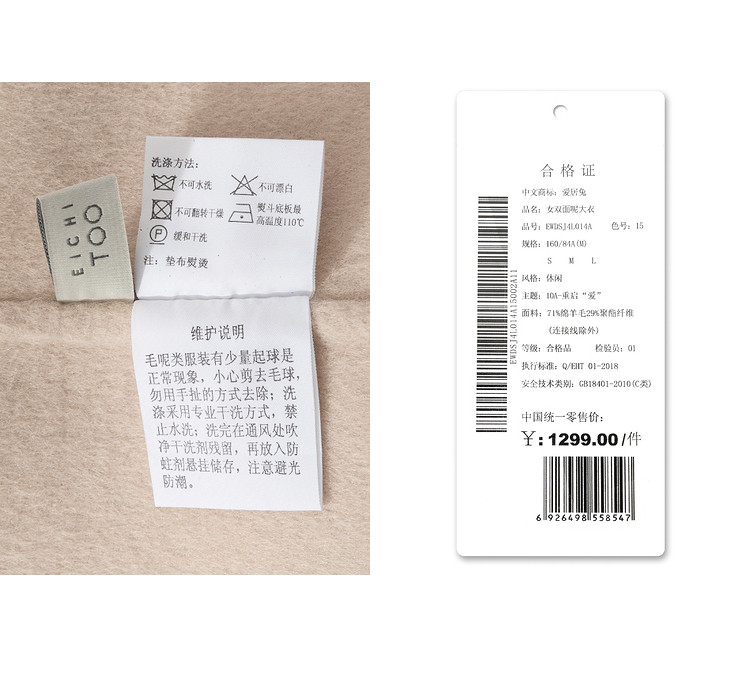 EICHI
TOO
洗涤方法:
不可水洗
不可漂白
不可翻转干燥
熨斗底板最
高温度110℃
P
缓和干洗
注: 垫布熨烫
维护说明
毛呢类服装有少量起球是
正常现象，小心剪去毛球，
勿用手扯的方式去除；洗
涤采用专业干洗方式，禁
止水洗；洗完在通风处吹
净干洗剂残留，再放入防
蛀剂悬挂储存，注意避光
防潮。
合格证
中文商标: 爱居兔
品名: 女双面呢大衣
品号: EWDSJ4L014A 色号: 15
规格: 160/84A(M)
S M L
风格: 休闲
主题: 10A-重启“爱”
面料: 71%绵羊毛29%聚酯纤维
(连接线除外)
等级: 合格品 检验员: 01
执行标准: Q/EHT 01-2018
安全技术类别: GB18401-2010(C类)
中国统一零售价:
¥: 1299.00/件
6 926498 558547
EWDSJ4L014A15002A11